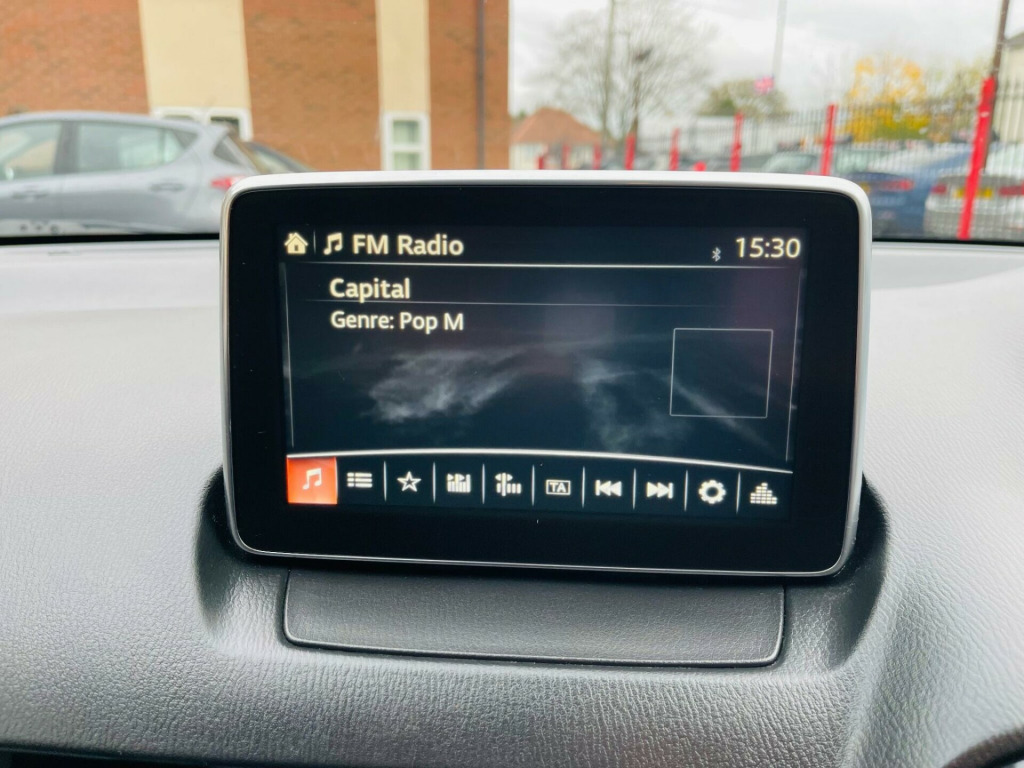 FM Radio
15:30
Capital
Genre: Pop M
TA